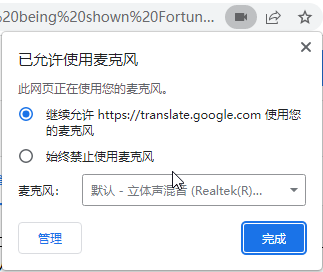 20being%20shown%20Fortun...
已允许使用麦克风
此网页正在使用您的麦克风。
继续允许 https://translate.google.com 使用您
的麦克风
始终禁止使用麦克风
麦克风：
默认 - 立体声混音 (Realtek(R)...
管理
完成